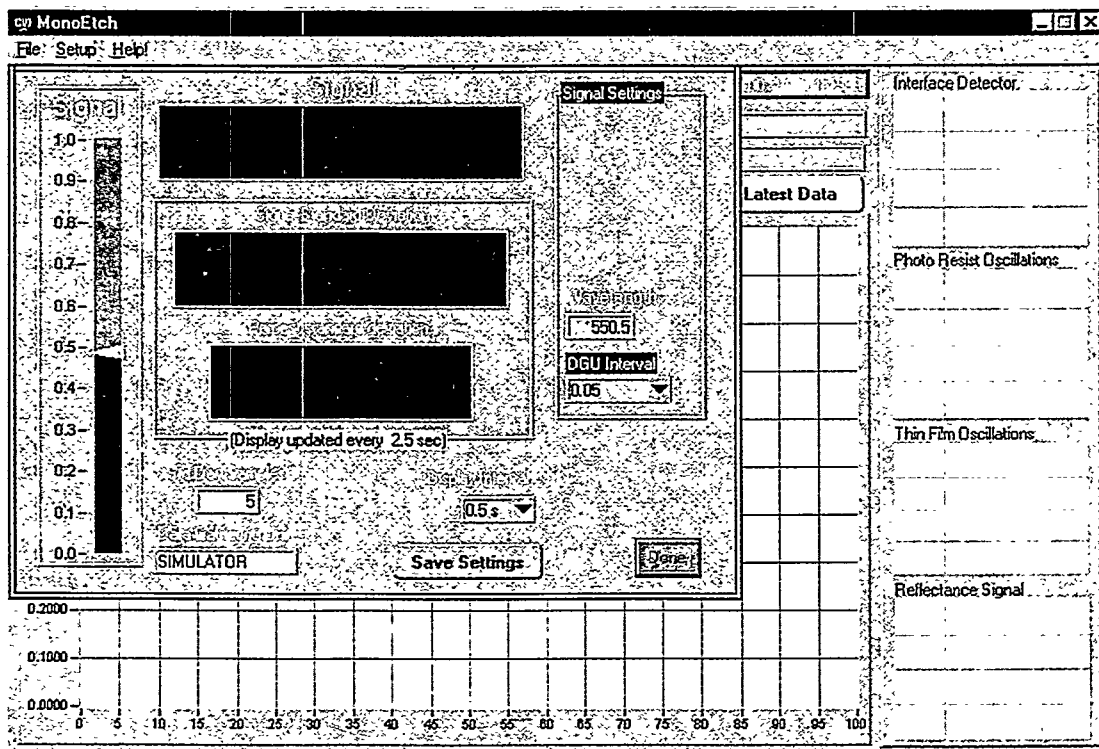 MonoEtch
File Setup Help!
Signal
1.0
0.9
0.8
0.7
0.6
0.5
0.4
0.3
0.2
0.1
0.0
Signal
(Display updated every 2.5 sec)
5
0.5 s
SIMULATOR
Save Settings
Done
Signal Settings
Wavelength
550.5
DGU Interval
0.05
Latest Data
0.2000
0.1000
0.0000
0 5 10 15 20 25 30 35 40 45 50 55 60 65 70 75 80 85 90 95 100
Interface Detector
Photo Resist Oscillations
Thin Film Oscillations
Reflectance Signal